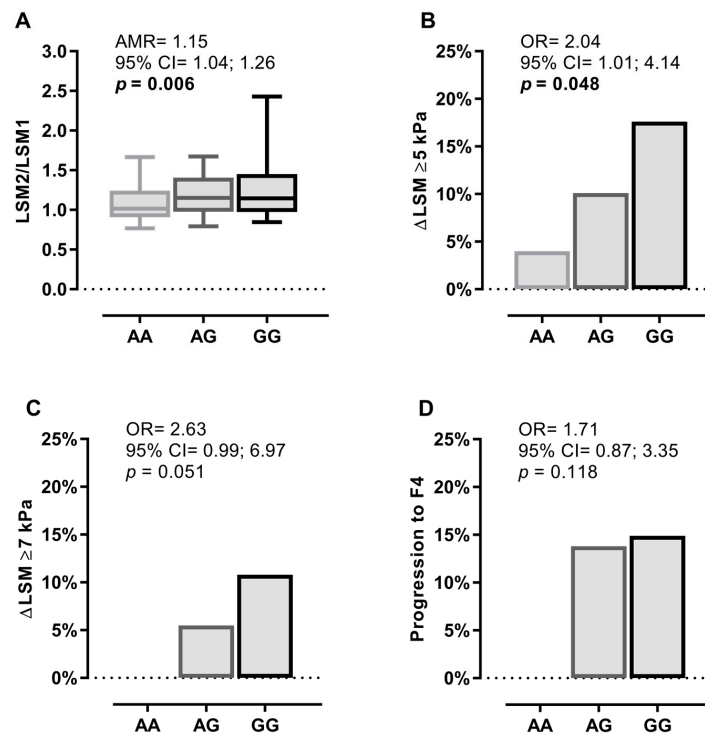 A
AMR= 1.15
95% CI= 1.04; 1.26
p = 0.006
LSM2/LSM1
3.0
2.5
2.0
1.5
1.0
0.5
0.0
AA AG GG
B
OR= 2.04
95% CI= 1.01; 4.14
p = 0.048
ΔLSM ≥5 kPa
25%
20%
15%
10%
5%
0%
AA AG GG
C
OR= 2.63
95% CI= 0.99; 6.97
p = 0.051
ΔLSM ≥7 kPa
25%
20%
15%
10%
5%
0%
AA AG GG
D
OR= 1.71
95% CI= 0.87; 3.35
p = 0.118
Progression to F4
25%
20%
15%
10%
5%
0%
AA AG GG